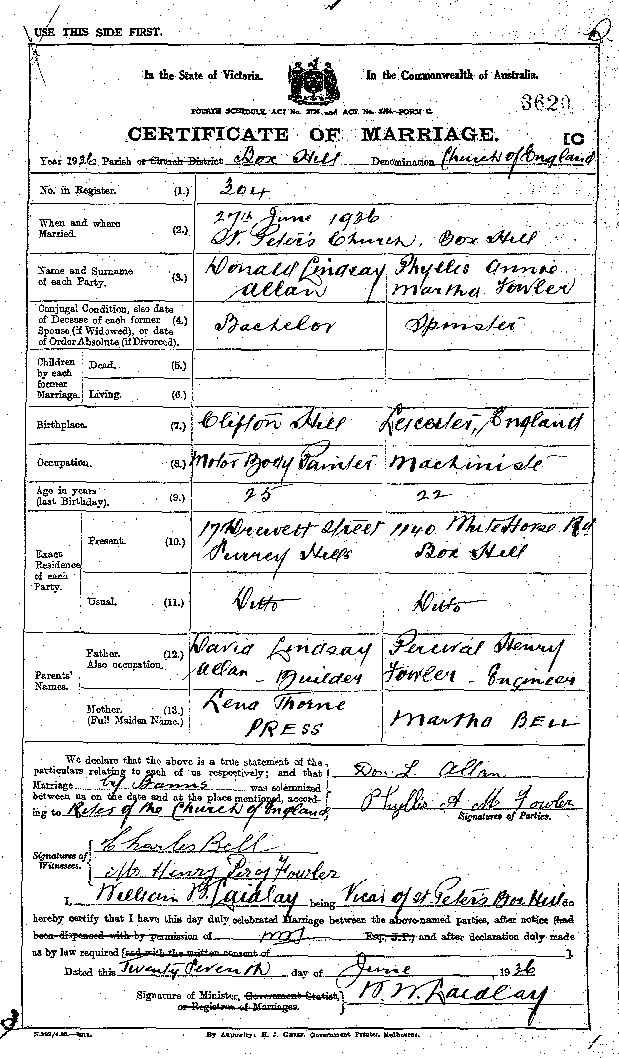 USE THIS SIDE FIRST.
In the State of Victoria. In the Commonwealth of Australia.
3620
FOURTH SCHEDULE, ACT No. and ACT No. FORM C.
CERTIFICATE OF MARRIAGE. [C
Year 1936 Parish or Church District Box Hill Denomination Church of England
No. in Register. (1.) 304
When and where Married. (2.) 27th June 1936
St. Peter's Church, Box Hill
Name and Surname of each Party. (3.) Donald Lindsay Phyllis Annie
Allan Martha Fowler
Conjugal Condition, also date
of Decease of each former (4.) Bachelor Spinster
Spouse (if Widowed), or date
of Order Absolute (if Divorced).
Children by each former Marriage. Dead. (5.)
Living. (6.)
Birthplace. (7.) Clifton Hill Leicester, England
Occupation. (8.) Motor Body Painter Machiniste
Age in years
(last Birthday). (9.) 25 22
Exact Residence of each Party. Present. (10.) 17 Street 1140 White Horse Rd
Surrey Hills Box Hill
Usual. (11.) Ditto Ditto
Parents' Names. Father. (12.) David Lindsay Percival Henry
Also occupation. Allan - Builder Fowler - Engineer
Mother. (13.) Lena Thorne Martha BELL
(Full Maiden Name.) PRESS
We declare that the above is a true statement of the
particulars relating to each of us respectively; and that Don L. Allan
Marriage by Banns was solemnized
between us on the date and at the place mentioned, accord-
ing to Rites of the Church of England Phyllis A M Fowler
Signatures of Parties.
Signatures of Witnesses. Charles Bell
Mr Henry Percy Fowler
I, William W. Laidlay being Vicar of St Peter's Box Hill do
hereby certify that I have this day duly celebrated Marriage between the above-named parties, after notice (had
been dispensed with by permission of Esq., J.P.) and after declaration duly made
as by law required (and with the written consent of ).
Dated this Twenty Seventh day of June 1936
Signature of Minister, Government Statist,
or Registrar of Marriages. W. W. Laidlay
By Authority: H. J. GREEN, Government Printer, Melbourne.